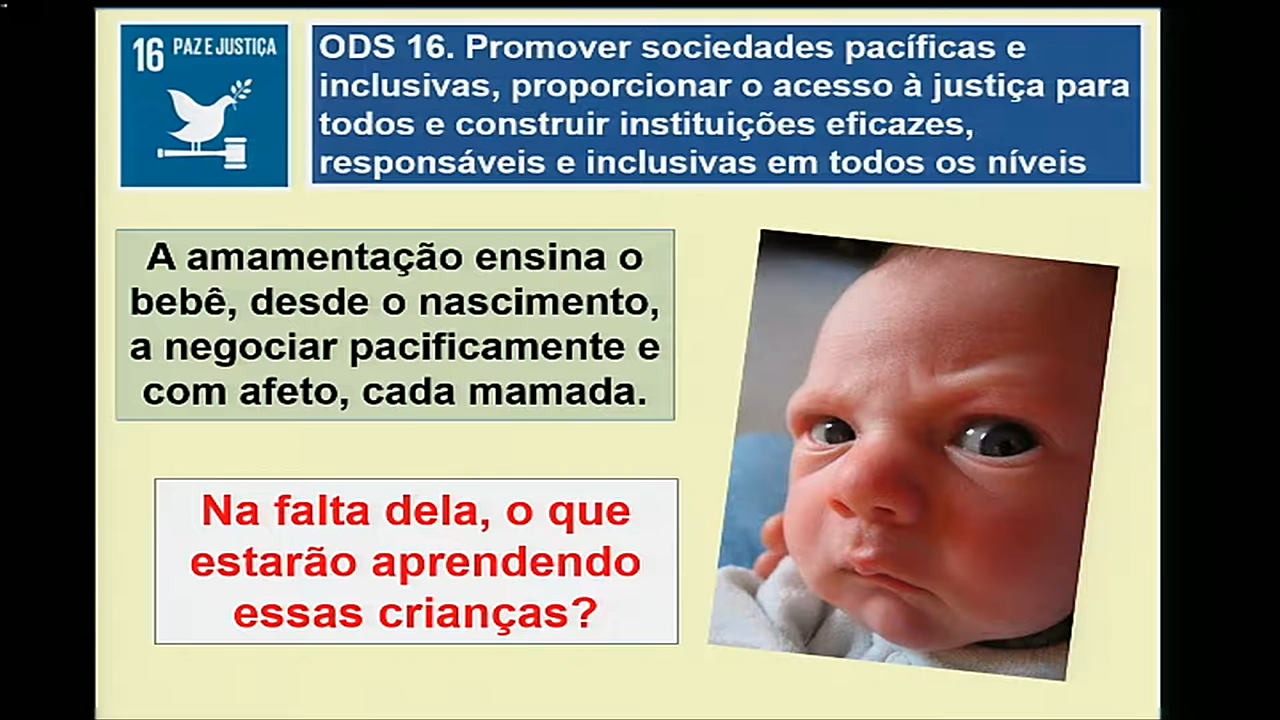 16 PAZ E JUSTIÇA
ODS 16. Promover sociedades pacíficas e
inclusivas, proporcionar o acesso à justiça para
todos e construir instituições eficazes,
responsáveis e inclusivas em todos os níveis
A amamentação ensina o
bebê, desde o nascimento,
a negociar pacificamente e
com afeto, cada mamada.
Na falta dela, o que
estarão aprendendo
essas crianças?